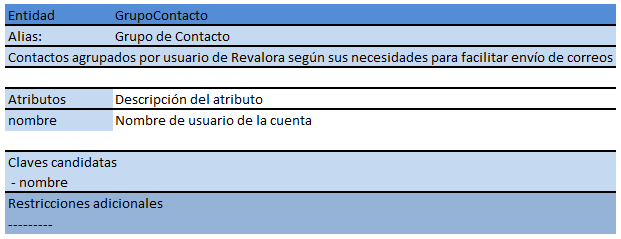 Entidad GrupoContacto
Alias: Grupo de Contacto
Contactos agrupados por usuario de Revalora según sus necesidades para facilitar envío de correos
Atributos Descripción del atributo
nombre Nombre de usuario de la cuenta
Claves candidatas
- nombre
Restricciones adicionales
---------